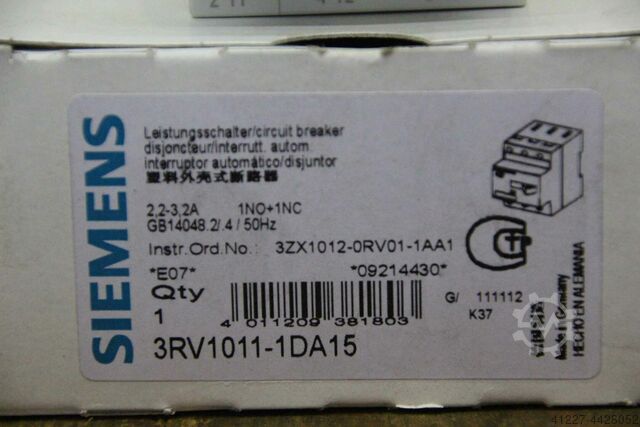 SIEMENS
Leistungsschalter/circuit breaker
disjoncteur/interrutt. autom.
interruptor automático/disjuntor
塑料外壳式断路器
2,2-3,2A 1NO+1NC
GB14048.2/.4 / 50Hz
Instr.Ord.No.: 3ZX1012-0RV01-1AA1
*E07* *09214430*
Qty
1
4 011209 381803
G/ 111112
K37
3RV1011-1DA15
Made in Germany
HECHO EN ALEMANIA
41227-4426052